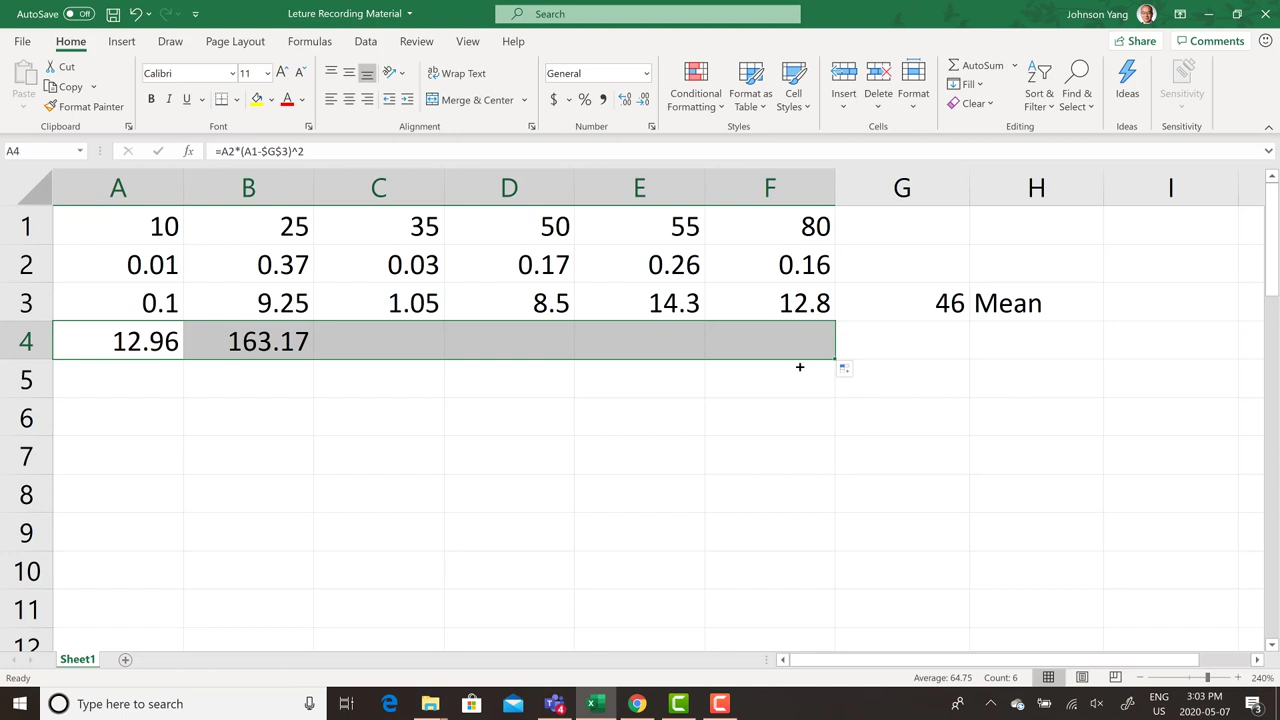 AutoSave Off Leture Recording Material Search Johnson Yang
File Home Insert Draw Page Layout Formulas Data Review View Help Share Comments
Paste Cut Copy Format Painter
Calibri 11
B I U A
Wrap Text
Merge & Center
General
$ % 9
Conditional Formatting Format as Table Cell Styles
Insert Delete Format
AutoSum Fill Clear
Sort & Filter Find & Select
Ideas Sensitivity
Clipboard Font Alignment Number Styles Cells Editing Ideas Sensitivity
A4 fx =A2*(A1-$G$3)^2
A B C D E F G H I
1 10 25 35 50 55 80
2 0.01 0.37 0.03 0.17 0.26 0.16
3 0.1 9.25 1.05 8.5 14.3 12.8 46 Mean
4 12.96 163.17
5
6
7
8
9
10
11
12
Sheet1
Ready Average: 64.75 Count: 6 240%
Type here to search ENG 3:03 PM
US 2020-05-07 3